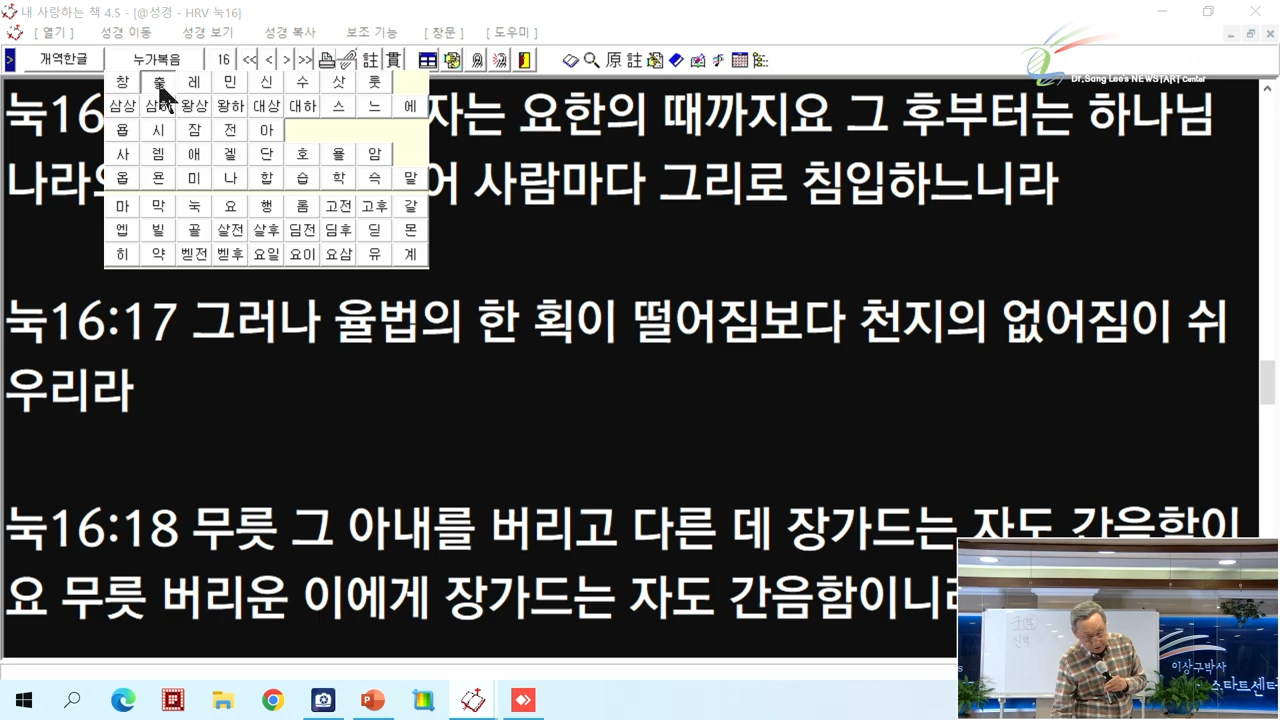 내 사랑하는 책 4.5 - [@성경 - HRV 눅16]
[ 열기 ] 성경 이동 성경 보기 성경 복사 보조 기능 [ 창문 ] [ 도우미 ]
> 개역한글 누가복음 16 << < > >> 註 貫 原 註
Dr.Sang Lee's NEWSTART Center
창 출 레 민 신 수 삿 룻
삼상 삼하 왕상 왕하 대상 대하 스 느 에
욥 시 잠 전 아
사 렘 애 겔 단 호 욜 암
옵 욘 미 나 합 습 학 슥 말
마 막 눅 요 행 롬 고전 고후 갈
엡 빌 골 살전 살후 딤전 딤후 딛 몬
히 약 벧전 벧후 요일 요이 요삼 유 계
눅16 자는 요한의 때까지요 그 후부터는 하나님
나라 어 사람마다 그리로 침입하느니라
눅16:17 그러나 율법의 한 획이 떨어짐보다 천지의 없어짐이 쉬
우리라
눅16:18 무릇 그 아내를 버리고 다른 데 장가드는 자도 간음함이
요 무릇 버리운 이에게 장가드는 자도 간음함이니라
이상구박사
스타트센터